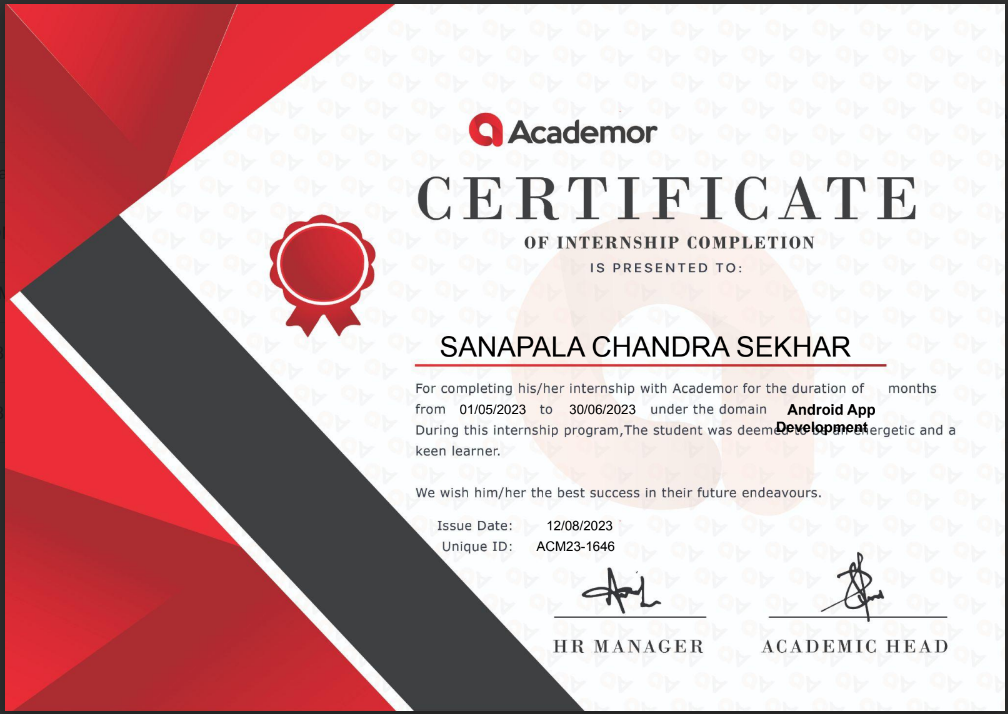 Academor
CERTIFICATE
OF INTERNSHIP COMPLETION
IS PRESENTED TO:
SANAPALA CHANDRA SEKHAR
For completing his/her internship with Academor for the duration of months
from 01/05/2023 to 30/06/2023 under the domain Android App
Development
During this internship program,The student was deemed to be an energetic and a
keen learner.
We wish him/her the best success in their future endeavours.
Issue Date: 12/08/2023
Unique ID: ACM23-1646
HR MANAGER ACADEMIC HEAD